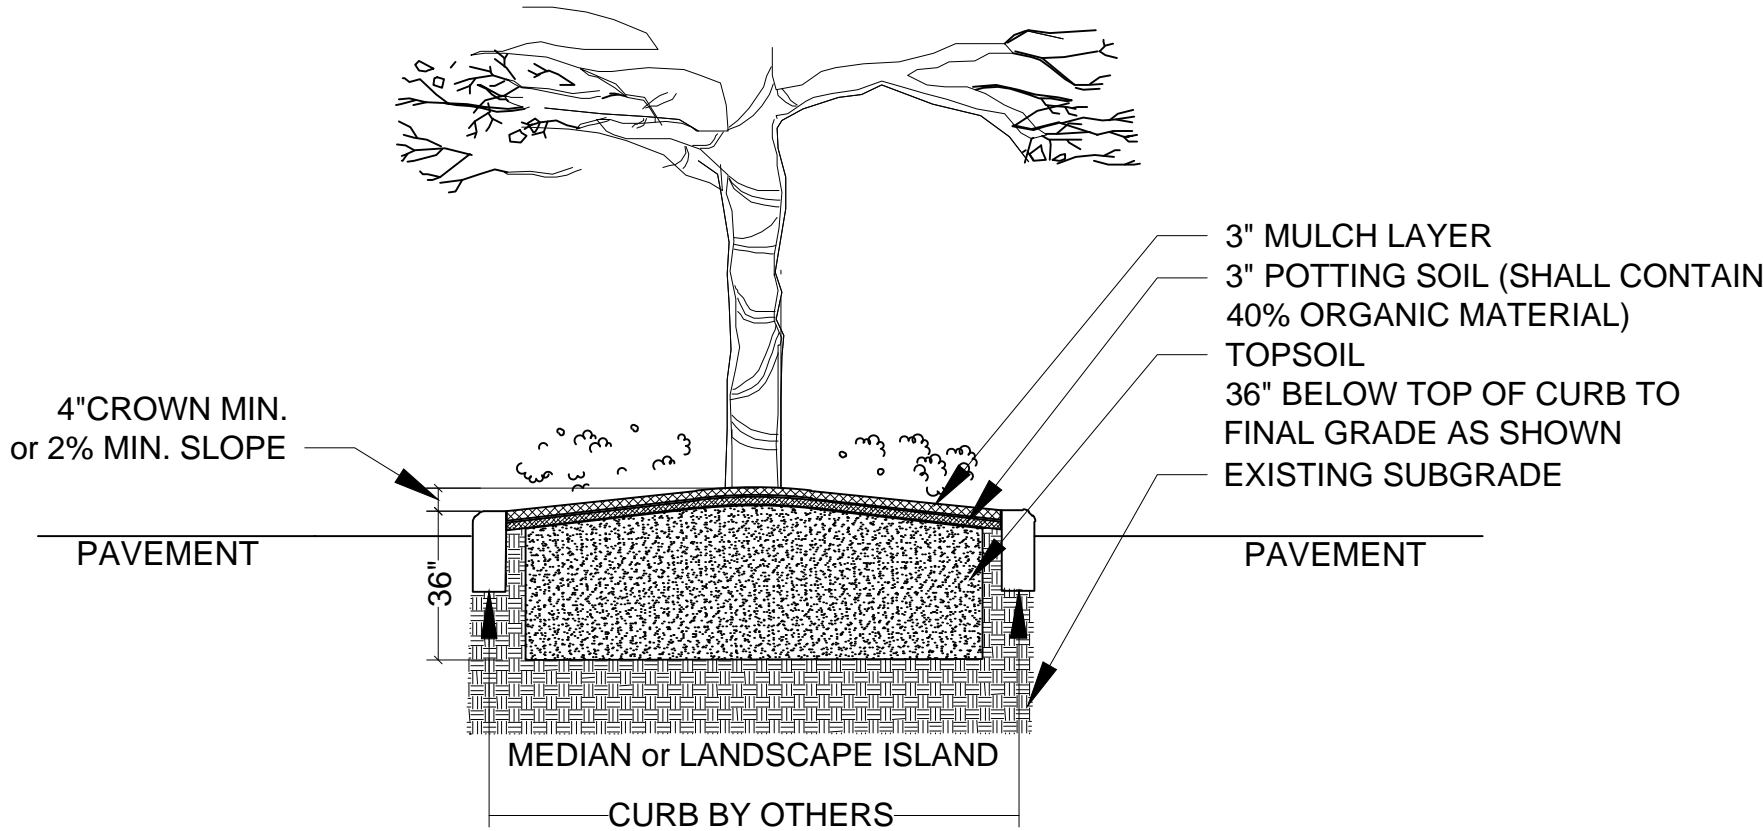 3" MULCH LAYER
3" POTTING SOIL (SHALL CONTAIN
40% ORGANIC MATERIAL)
TOPSOIL
36" BELOW TOP OF CURB TO
FINAL GRADE AS SHOWN
EXISTING SUBGRADE
4"CROWN MIN.
or 2% MIN. SLOPE
PAVEMENT
36"
PAVEMENT
MEDIAN or LANDSCAPE ISLAND
CURB BY OTHERS